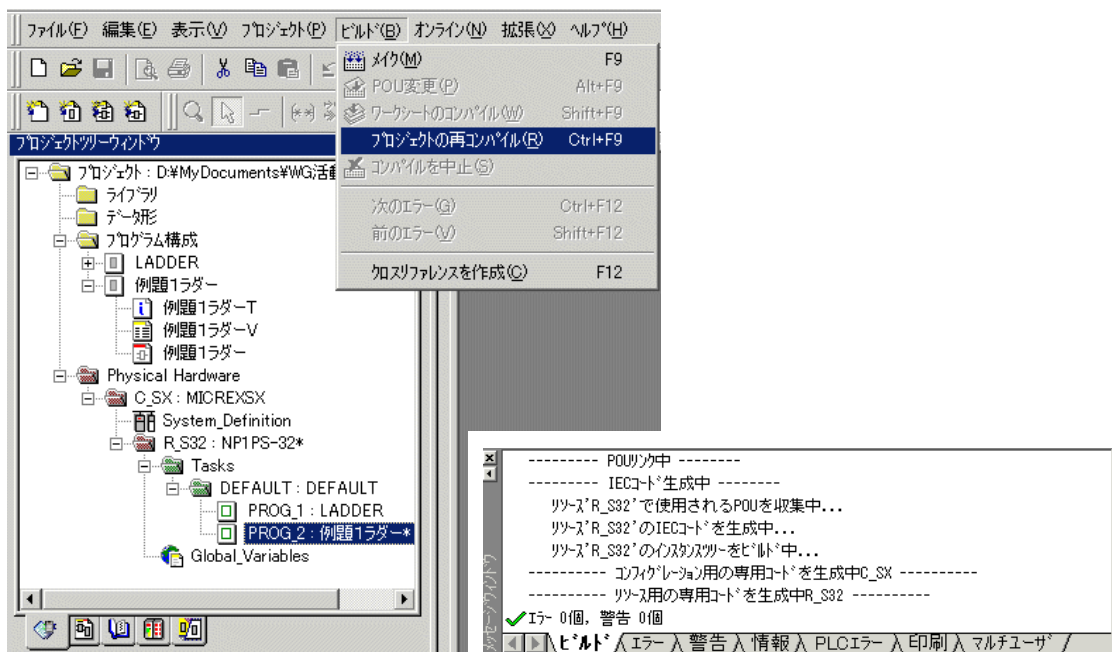 ファイル(F) 編集(E) 表示(V) プロジェクト(P) ビルド(B) オンライン(N) 拡張(X) ヘルプ(H)
メイク(M) F9
POU変更(P) Alt+F9
ワークシートのコンパイル(W) Shift+F9
プロジェクトの再コンパイル(R) Ctrl+F9
コンパイルを中止(S)
次のエラー(G) Ctrl+F12
前のエラー(V) Shift+F12
クロスリファレンスを作成(C) F12
プロジェクトツリーウィンドウ
プロジェクト : D:¥MyDocuments¥WG活動
ライブラリ
データ形
プログラム構成
LADDER
例題1ラダー
例題1ラダーT
例題1ラダーV
例題1ラダー
Physical Hardware
C_SX : MICREXSX
System_Definition
R_S32 : NP1PS-32*
Tasks
DEFAULT : DEFAULT
PROG_1 : LADDER
PROG_2 : 例題1ラダー*
Global_Variables
メッセージウィンドウ
---------- POUリンク中 --------
---------- IECコード生成中 --------
リソース'R_S32'で使用されるPOUを収集中...
リソース'R_S32'のIECコードを生成中...
リソース'R_S32'のインスタンスツリーをビルド中...
---------- コンフィグレーション用の専用コードを生成中C_SX ----------
---------- リソース用の専用コードを生成中R_S32 ----------
エラー 0個, 警告 0個
ビルド エラー 警告 情報 PLCエラー 印刷 マルチユーザ